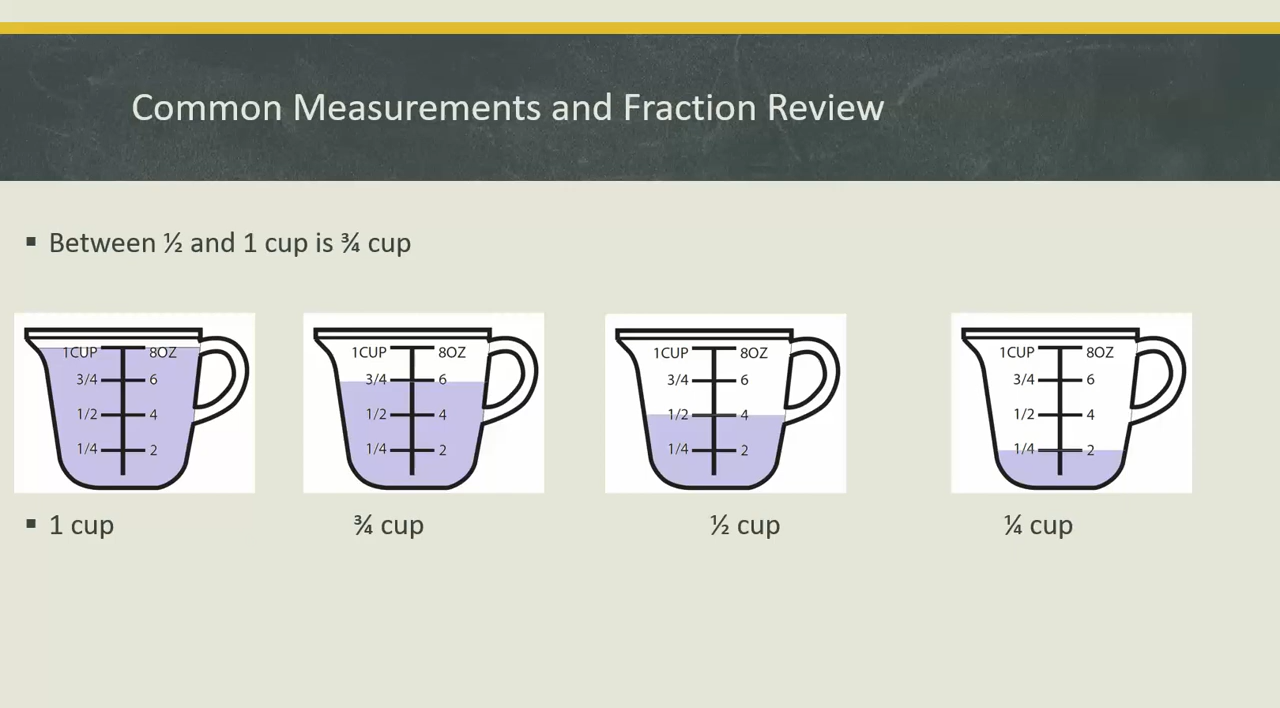 Common Measurements and Fraction Review
▪ Between ½ and 1 cup is ¾ cup
1CUP 8OZ
3/4 6
1/2 4
1/4 2
1CUP 8OZ
3/4 6
1/2 4
1/4 2
1CUP 8OZ
3/4 6
1/2 4
1/4 2
1CUP 8OZ
3/4 6
1/2 4
1/4 2
▪ 1 cup ¾ cup ½ cup ¼ cup